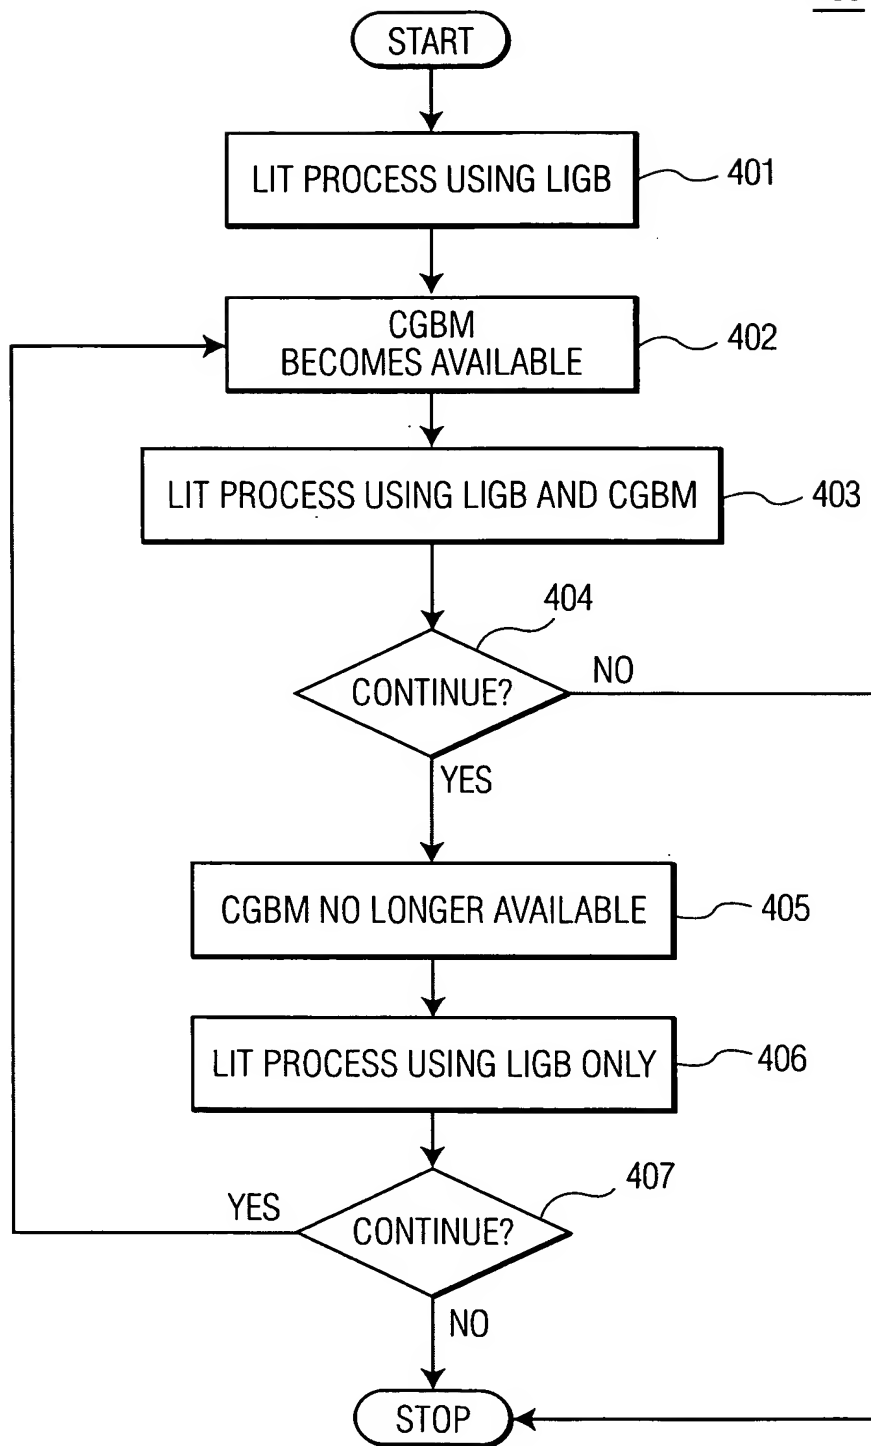 START
LIT PROCESS USING LIGB
401
CGBM
BECOMES AVAILABLE
402
LIT PROCESS USING LIGB AND CGBM
403
404
CONTINUE?
NO
YES
CGBM NO LONGER AVAILABLE
405
LIT PROCESS USING LIGB ONLY
406
407
YES
CONTINUE?
NO
STOP